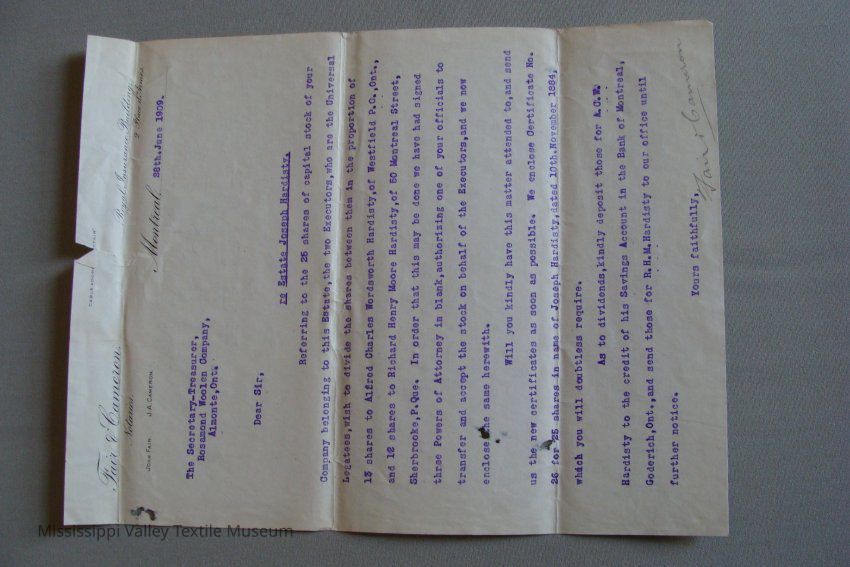 Fair & Cameron,
Notaries.
JOHN FAIR. J.A. CAMERON.
CABLE ADDRESS
Royal Insurance Building,
2 Place d'Armes.
Montreal, 28th.June 1909.
The Secretary-Treasurer,
Rosamond Woolen Company,
Almonte,Ont.
Dear Sir,
re Estate Joseph Hardisty.
Referring to the 25 shares of capital stock of your
Company belonging to this Estate,the two Executors,who are the Universal
Legatees,wish to divide the shares between them in the proportion of
13 shares to Alfred Charles Wordsworth Hardisty,of Westfield P.O.,Ont.,
and 12 shares to Richard Henry Moore Hardisty,of 50 Montreal Street,
Sherbrooke,P.Que. In order that this may be done we have had signed
three Powers of Attorney in blank,authorizing one of your officials to
transfer and accept the stock on behalf of the Executors,and we now
enclose the same herewith.
Will you kindly have this matter attended to,and send
us the new certificates as soon as possible. We enclose Certificate No.
26 for 25 shares in name of Joseph Hardisty,dated 10th.November 1884,
which you will doubtless require.
As to dividends,kindly deposit those for A.C.W.
Hardisty to the credit of his Savings Account in the Bank of Montreal,
Goderich,Ont.,and send those for R.H.M.Hardisty to our office until
further notice.
Yours faithfully,
Fair & Cameron
Mississippi Valley Textile Museum